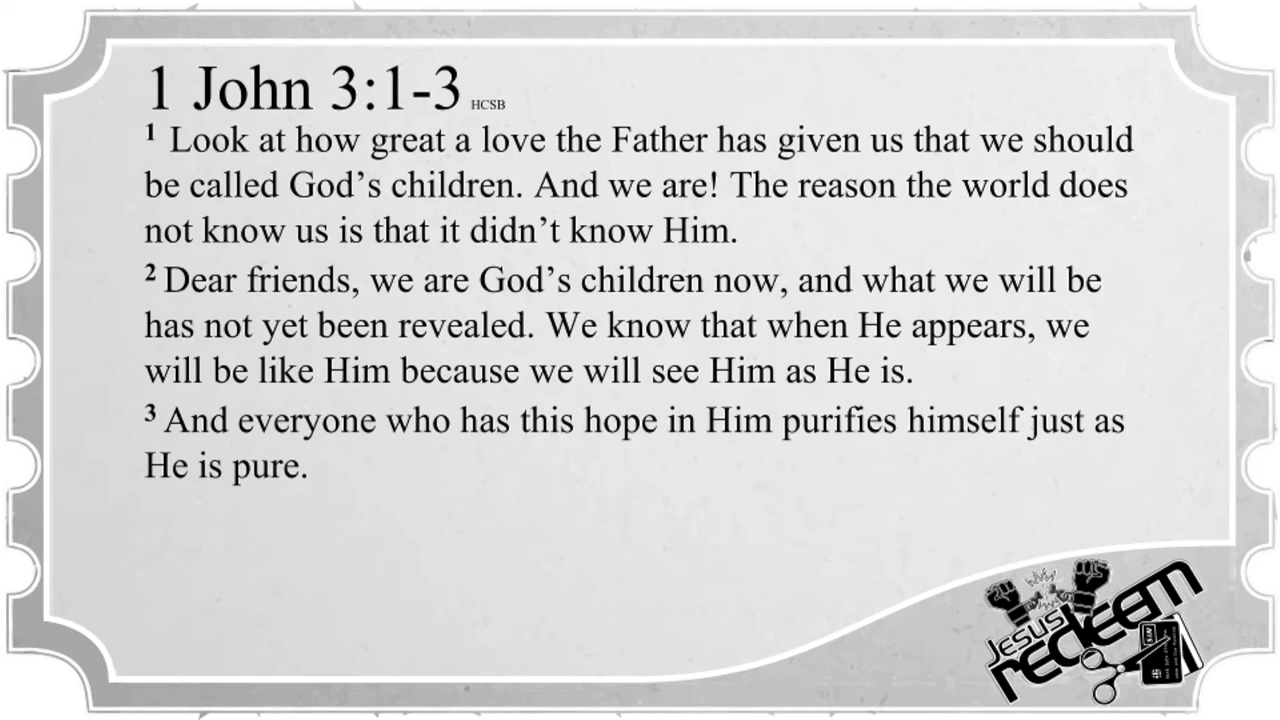 1 John 3:1-3 HCSB
1 Look at how great a love the Father has given us that we should
be called God’s children. And we are! The reason the world does
not know us is that it didn’t know Him.
2 Dear friends, we are God’s children now, and what we will be
has not yet been revealed. We know that when He appears, we
will be like Him because we will see Him as He is.
3 And everyone who has this hope in Him purifies himself just as
He is pure.
Jesus
redeem
SIN